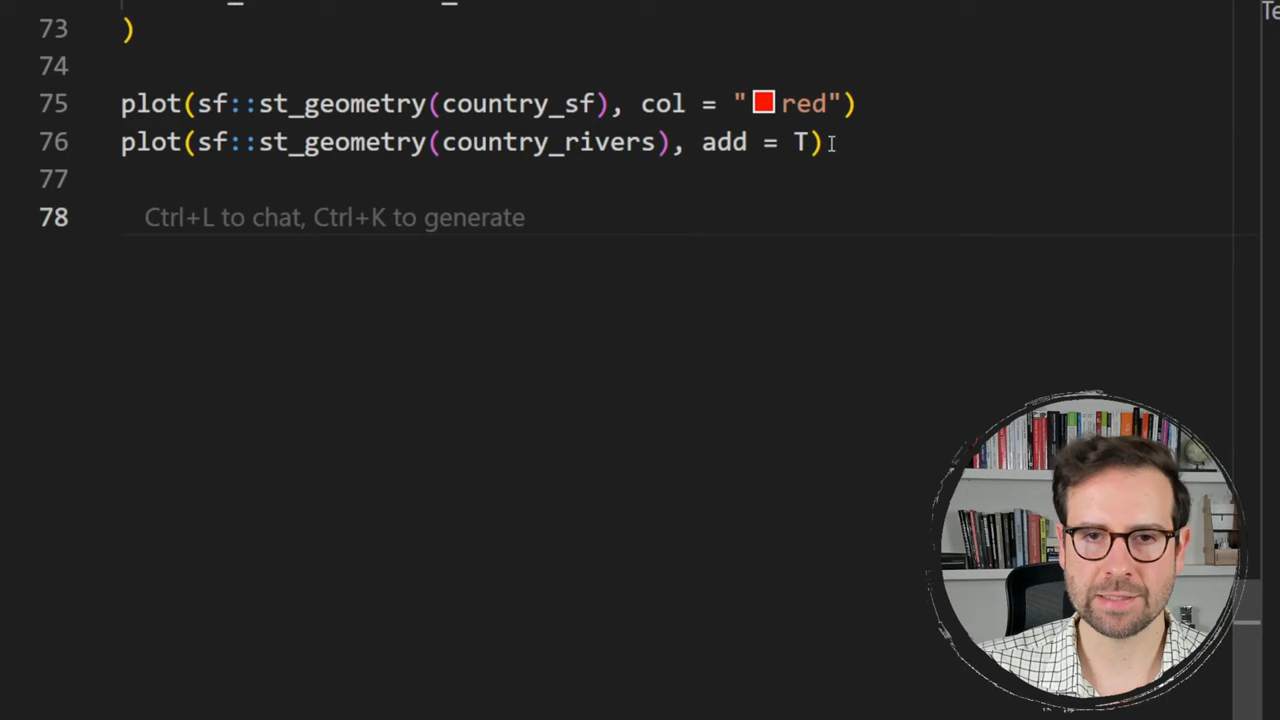 73 )
74
75 plot(sf::st_geometry(country_sf), col = "red")
76 plot(sf::st_geometry(country_rivers), add = T)
77
78 Ctrl+L to chat, Ctrl+K to generate
Te